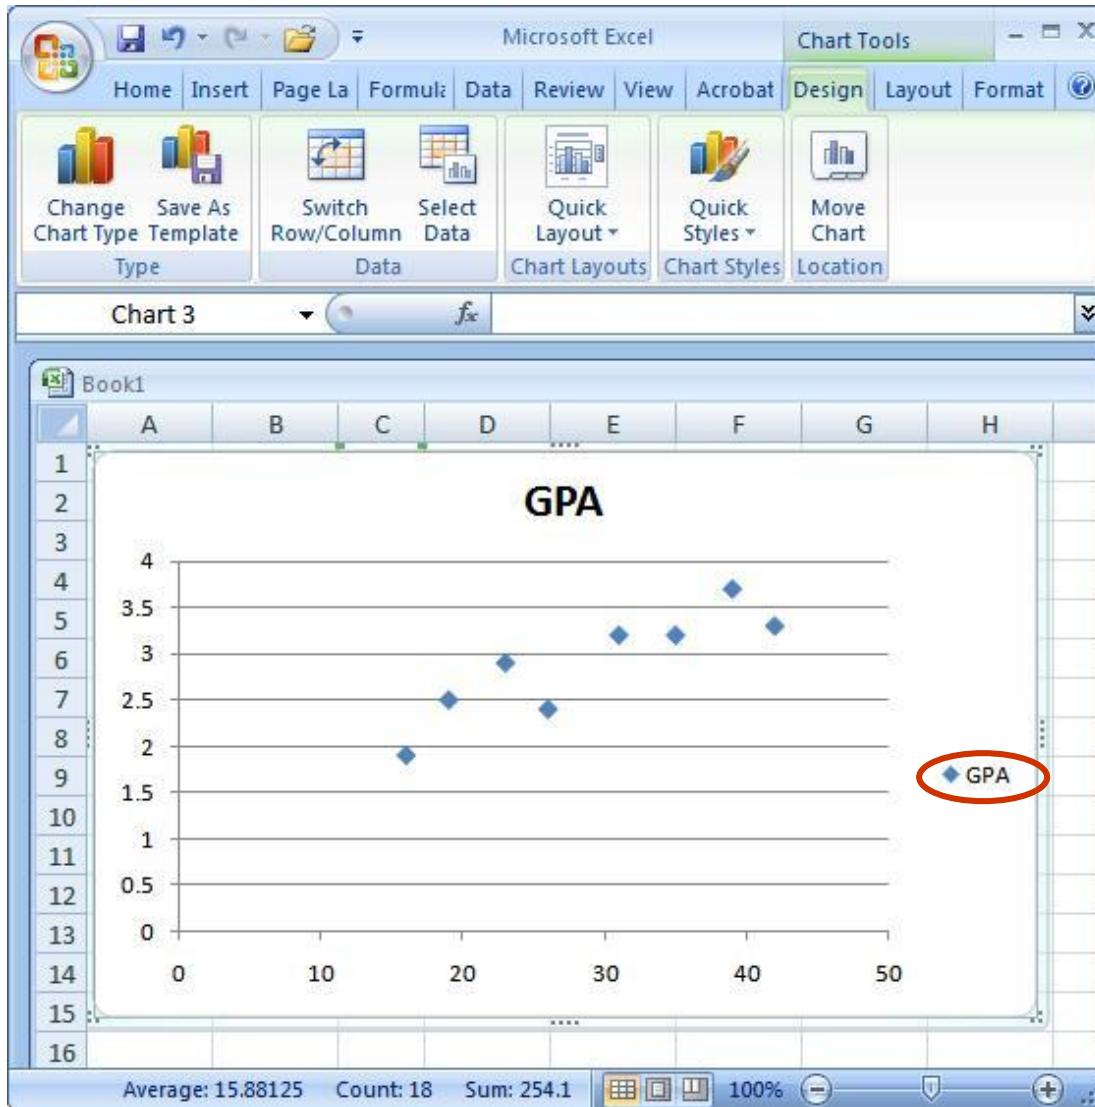 Microsoft Excel Chart Tools
Home Insert Page La Formula Data Review View Acrobat Design Layout Format
Change Save As Switch Select Quick Quick Move
Chart Type Template Row/Column Data Layout Styles Chart
Type Data Chart Layouts Chart Styles Location
Chart 3 fx
Book1
A B C D E F G H
1
2 GPA
3
4
4
5 3.5
6 3
7 2.5
8 2
9 1.5 GPA
10
11 1
12 0.5
13 0
14 0 10 20 30 40 50
15
16
Average: 15.88125 Count: 18 Sum: 254.1 100%